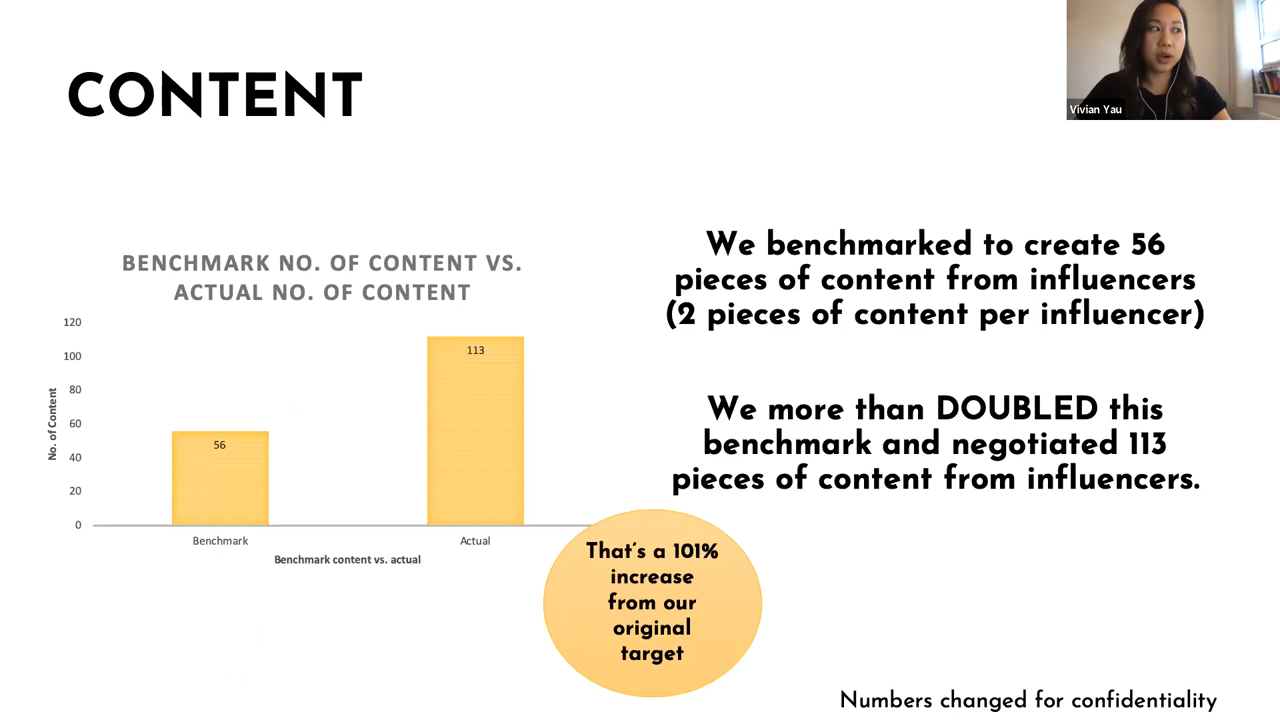 CONTENT
Vivian Yau
BENCHMARK NO. OF CONTENT VS.
ACTUAL NO. OF CONTENT
120
100
80
60
40
20
0
No. of Content
56
113
Benchmark
Actual
Benchmark content vs. actual
We benchmarked to create 56
pieces of content from influencers
(2 pieces of content per influencer)
We more than DOUBLED this
benchmark and negotiated 113
pieces of content from influencers.
That's a 101%
increase
from our
original
target
Numbers changed for confidentiality